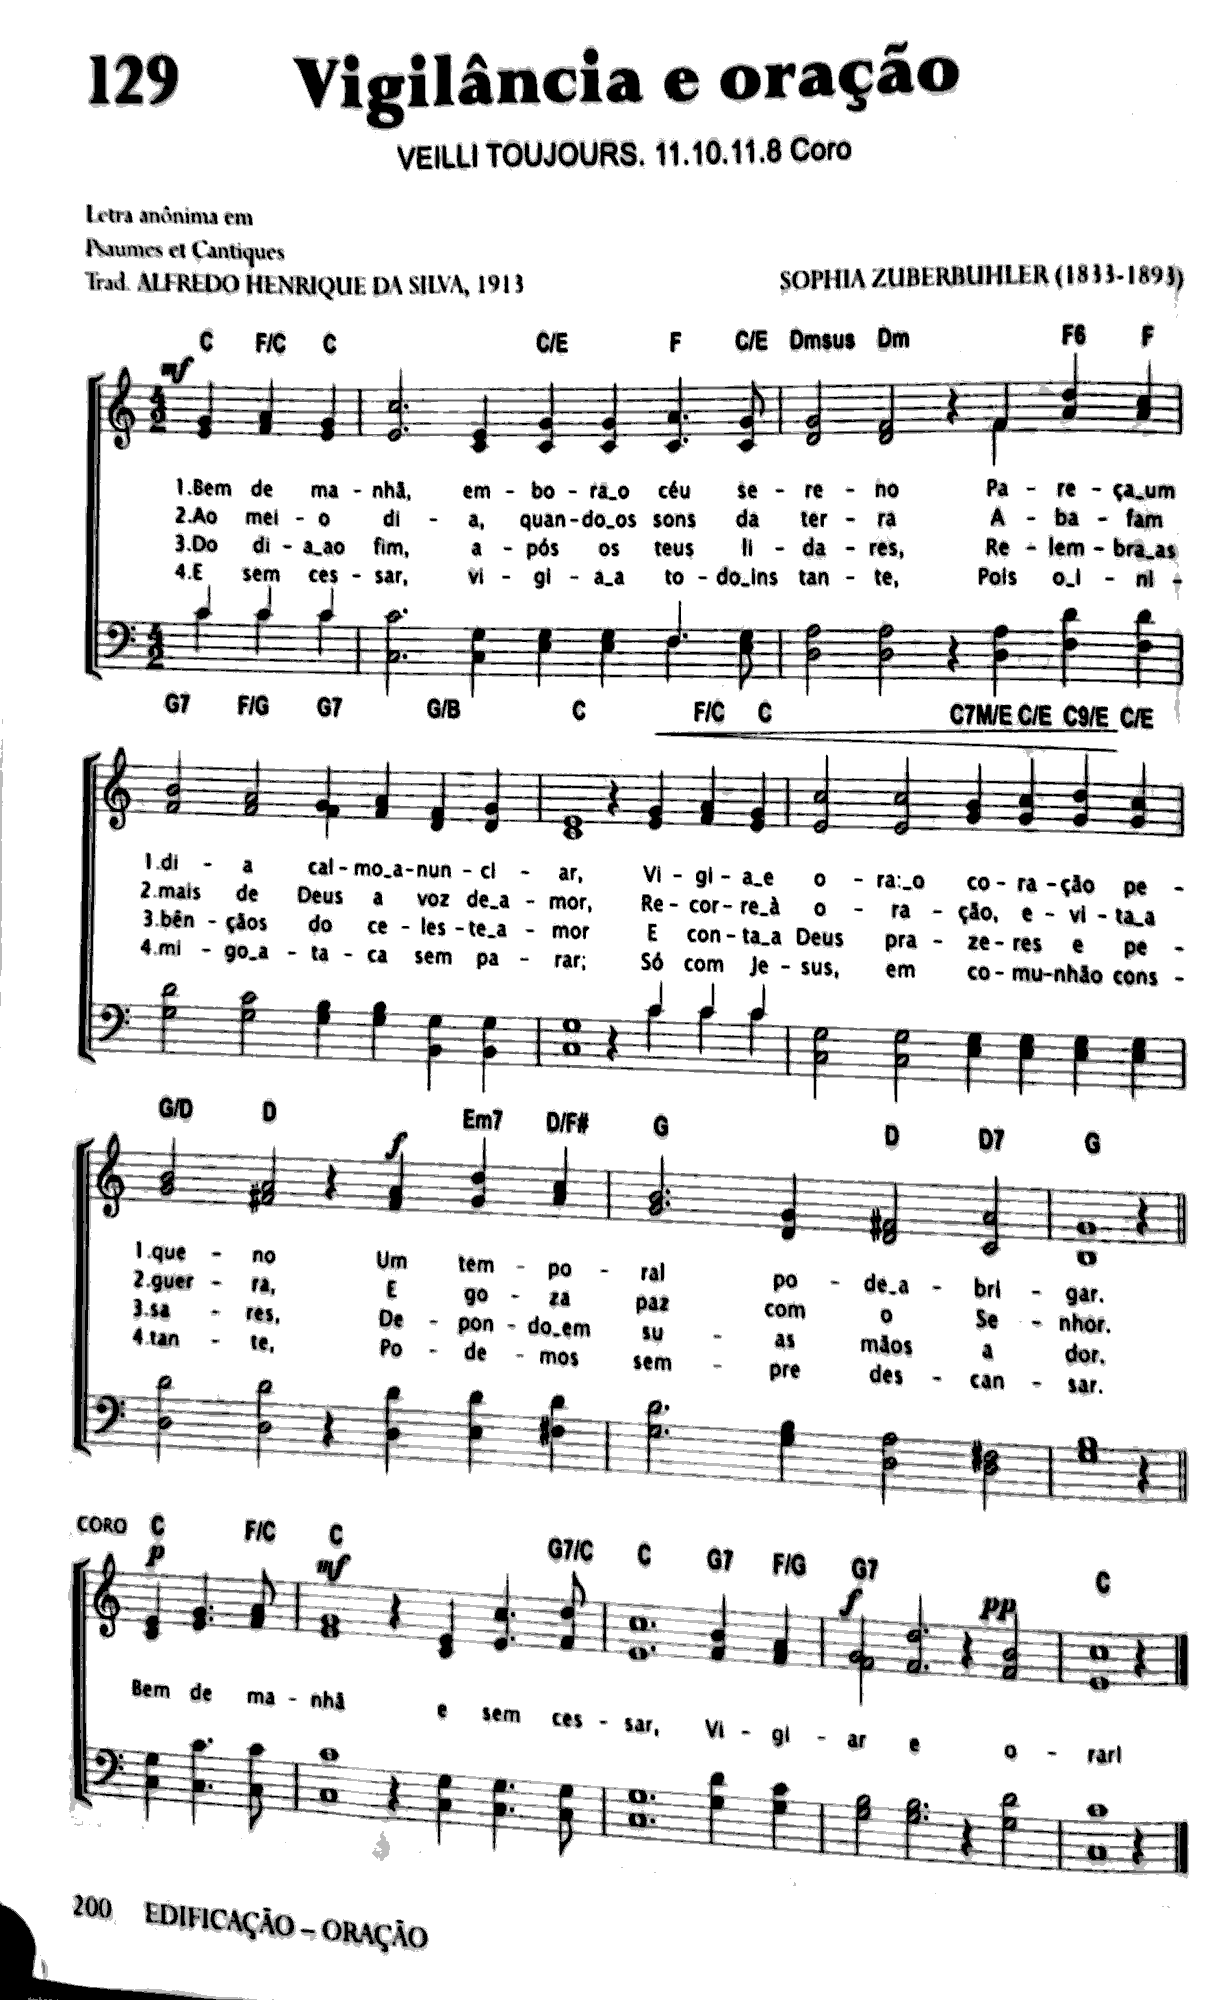 129 Vigilância e oração
VEILLI TOUJOURS. 11.10.11.8 Coro
Letra anônima em
Psaumes et Cantiques
Trad. ALFREDO HENRIQUE DA SILVA, 1913
SOPHIA ZUBERBUHLER (1833-1893)
C F/C C C/E F C/E Dmsus Dm F6 F
mf
4 2
1.Bem de ma - nhã, em - bo - ra_o céu se - re - no Pa - re - ça_um
2.Ao mei - o di - a, quan-do_os sons da ter - ra A - ba - fam
3.Do di - a_ao fim, a - pós os teus li - da - res, Re - lem - bra_as
4.E sem ces - sar, vi - gi - a_a to - do_ins tan - te, Pois o_i - ni -
4 2
G7 F/G G7 G/B C F/C C C7M/E C/E C9/E C/E
1.di - a cal - mo_a-nun - ci - ar, Vi - gi - a_e o - ra:_o co - ra -ção pe -
2.mais de Deus a voz de_a - mor, Re - cor - re_à o - ra - ção, e - vi - ta_a
3.bên - çãos do ce - les - te_a - mor E con - ta_a Deus pra - ze - res e pe -
4.mi - go_a - ta - ca sem pa - rar; Só com Je - sus, em co - mu-nhão cons -
G/D D Em7 D/F# G D D7 G
f
1.que - no Um tem - po - ral po - de_a - bri - gar.
2.guer - ra, E go - za paz com o Se - nhor.
3.sa - res, De - pon - do_em su - as mãos a dor.
4.tan - te, Po - de - mos sem - pre des - can - sar.
CORO C F/C C G7/C C G7 F/G G7 C
p mf f pp
Bem de ma - nhã e sem ces - sar, Vi - gi - ar e o - rar!
200 EDIFICAÇÃO – ORAÇÃO